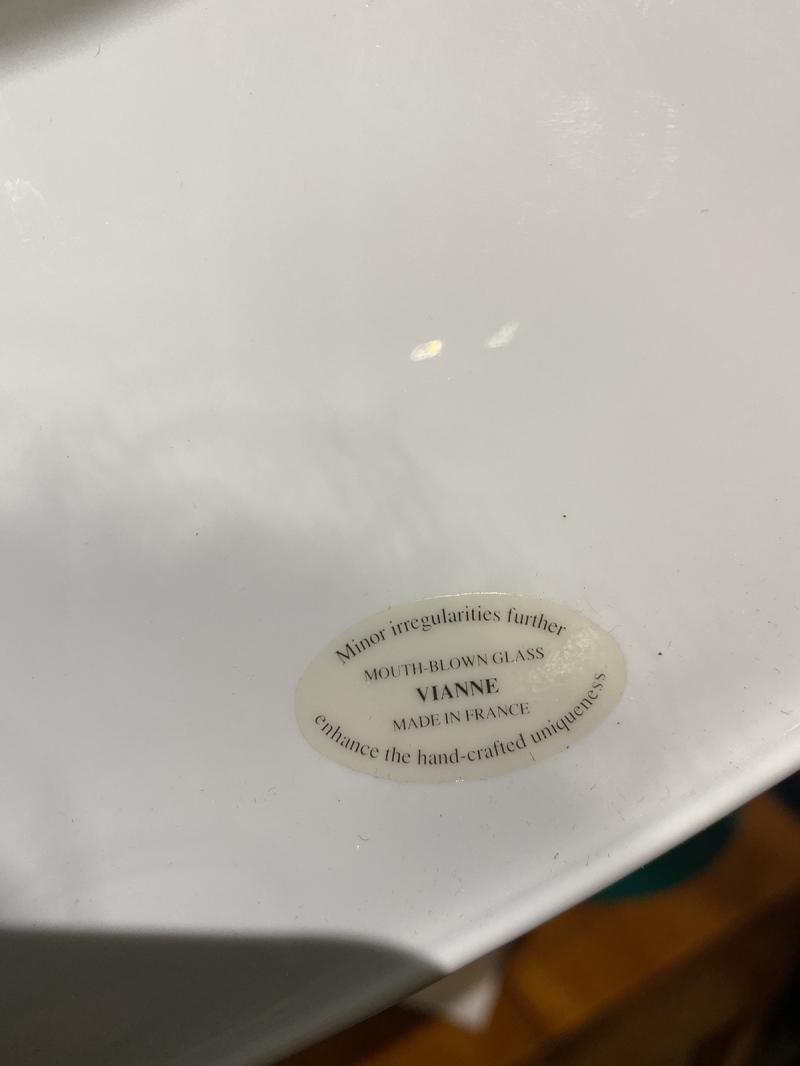 Minor irregularities further
MOUTH-BLOWN GLASS
VIANNE
MADE IN FRANCE
enhance the hand-crafted uniqueness